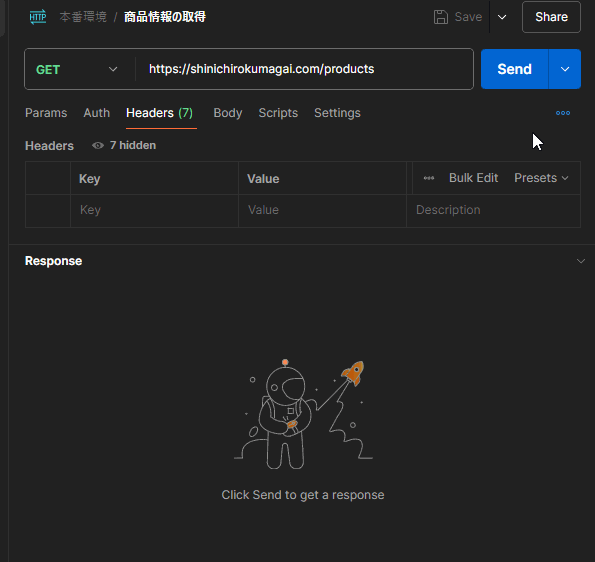 HTTP 本番環境 / 商品情報の取得 Save Share
GET https://shinichirokumagai.com/products Send
Params Auth Headers (7) Body Scripts Settings
Headers 7 hidden
Key Value Bulk Edit Presets
Key Value Description
Response
Click Send to get a response